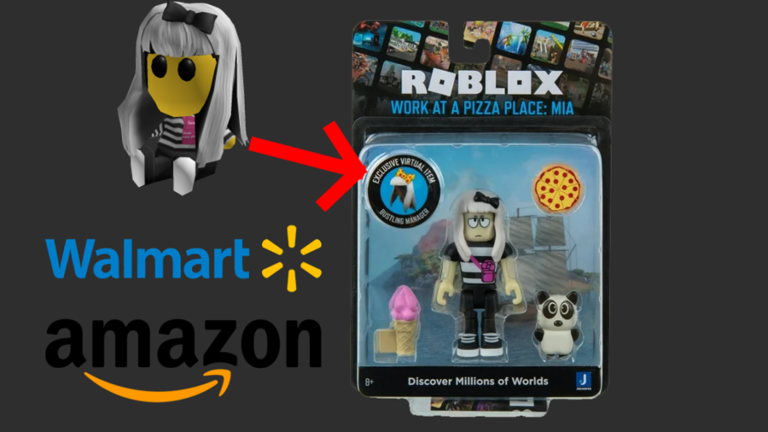 ROBLOX
WORK AT A PIZZA PLACE: MIA
EXCLUSIVE VIRTUAL ITEM
BUSTLING MANAGER
Walmart
amazon
8+
Discover Millions of Worlds
J